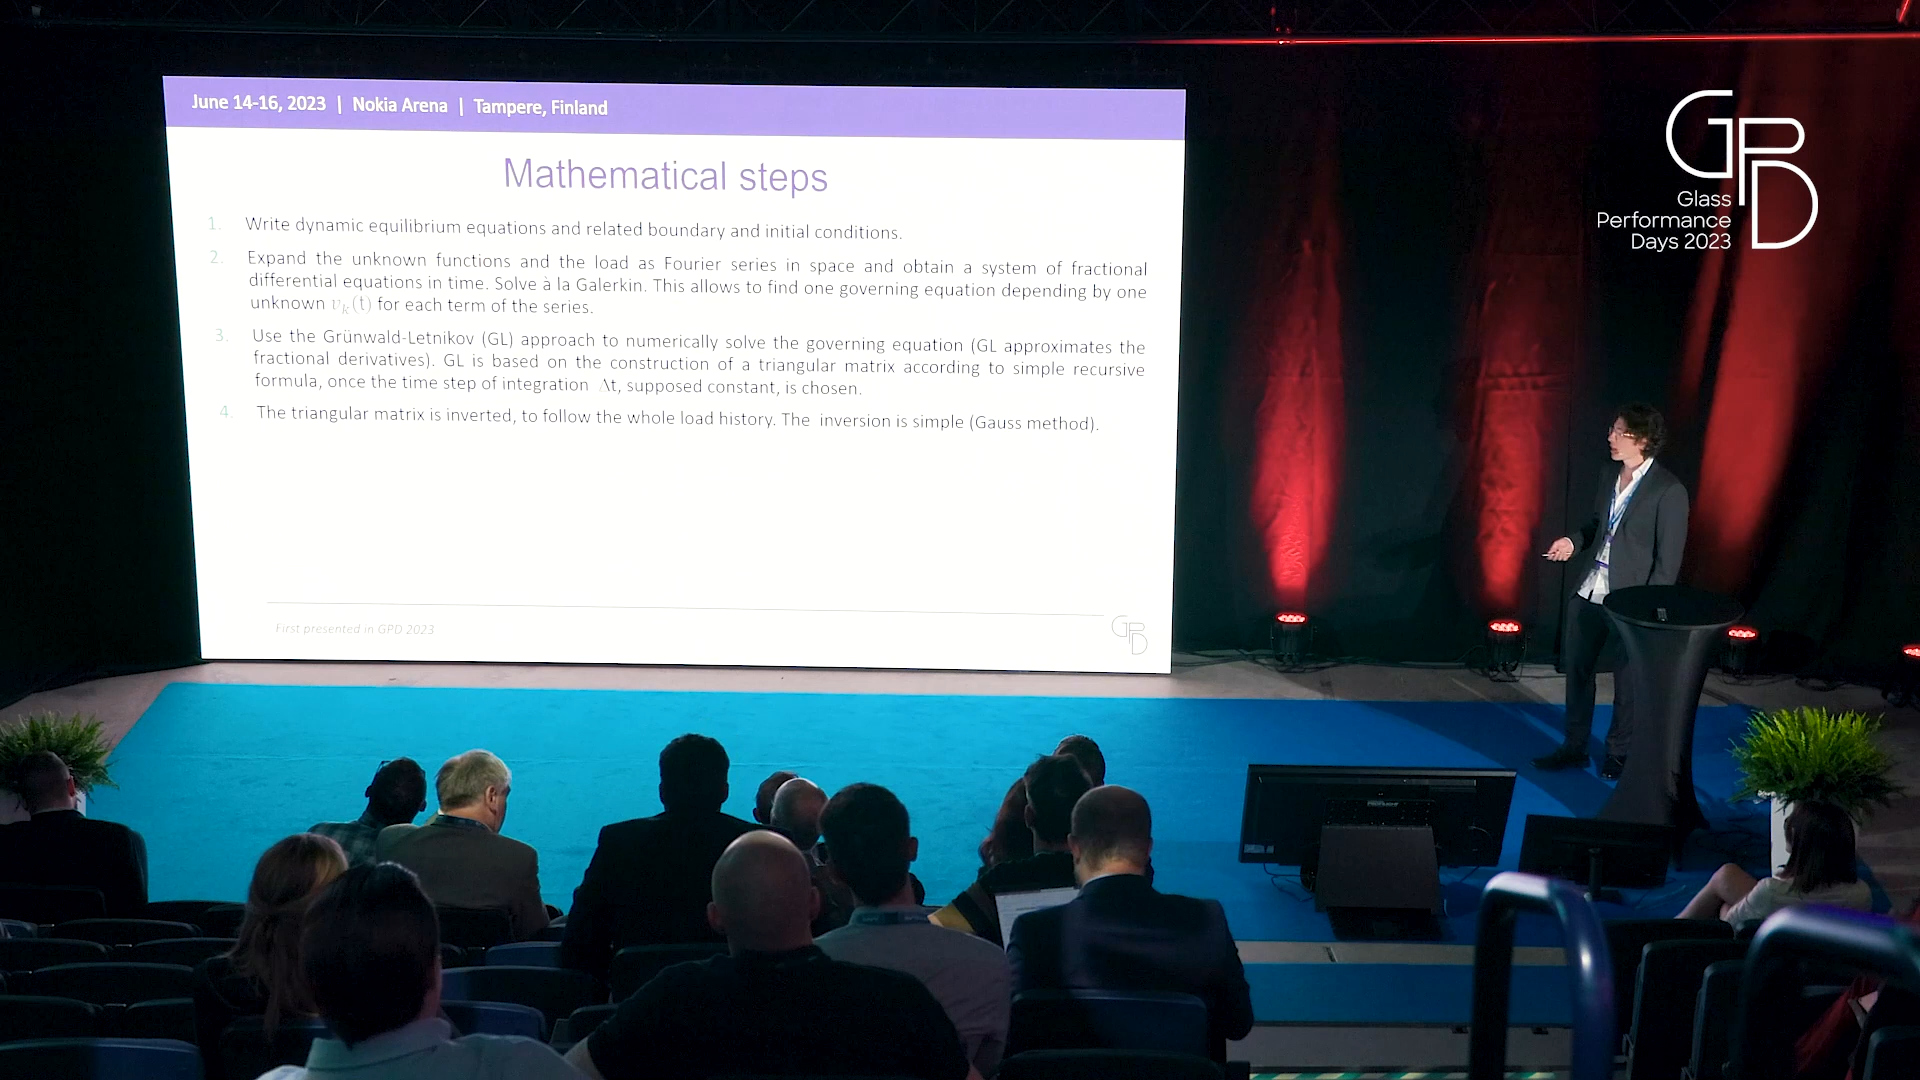 June 14-16, 2023 | Nokia Arena | Tampere, Finland
Mathematical steps
1. Write dynamic equilibrium equations and related boundary and initial conditions.
2. Expand the unknown functions and the load as Fourier series in space and obtain a system of fractional
differential equations in time. Solve à la Galerkin. This allows to find one governing equation depending by one
unknown v_k(t) for each term of the series.
3. Use the Grünwald-Letnikov (GL) approach to numerically solve the governing equation (GL approximates the
fractional derivatives). GL is based on the construction of a triangular matrix according to simple recursive
formula, once the time step of integration Δt, supposed constant, is chosen.
4. The triangular matrix is inverted, to follow the whole load history. The inversion is simple (Gauss method).
First presented in GPD 2023
GPD
GPD
Glass
Performance
Days 2023